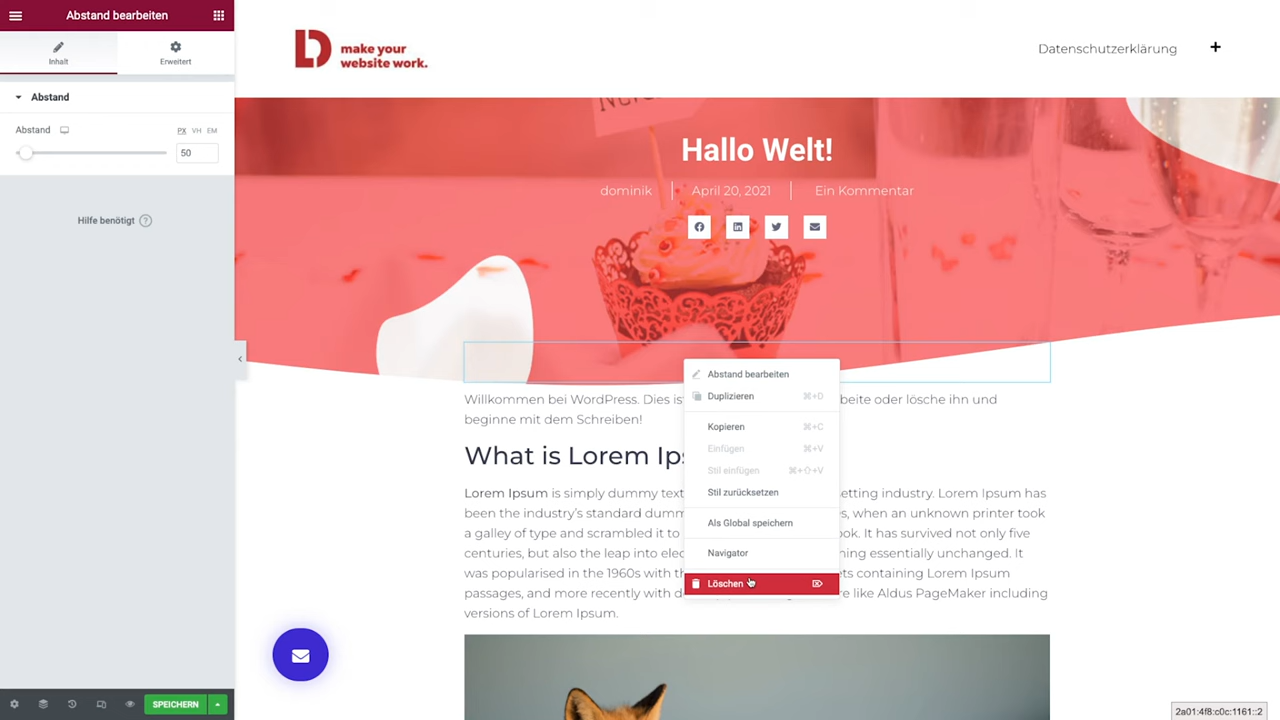 Abstand bearbeiten
Inhalt
Erweitert
Abstand
Abstand
PX VH EM
50
Hilfe benötigt ?
SPEICHERN
make your
website work.
Datenschutzerklärung
Hallo Welt!
dominik
April 20, 2021
Ein Kommentar
Abstand bearbeiten
Duplizieren ⌘+D
Kopieren ⌘+C
Einfügen ⌘+V
Stil einfügen ⌘+⇧+V
Stil zurücksetzen
Als Global speichern
Navigator
Löschen
Willkommen bei WordPress. Dies ist beite oder lösche ihn und
beginne mit dem Schreiben!
What is Lorem Ip
Lorem Ipsum is simply dummy text setting industry. Lorem Ipsum has
been the industry's standard dumm s, when an unknown printer took
a galley of type and scrambled it to ook. It has survived not only five
centuries, but also the leap into elec ning essentially unchanged. It
was popularised in the 1960s with th ets containing Lorem Ipsum
passages, and more recently with d re like Aldus PageMaker including
versions of Lorem Ipsum.
2a01:4f8:c0c:1161::2